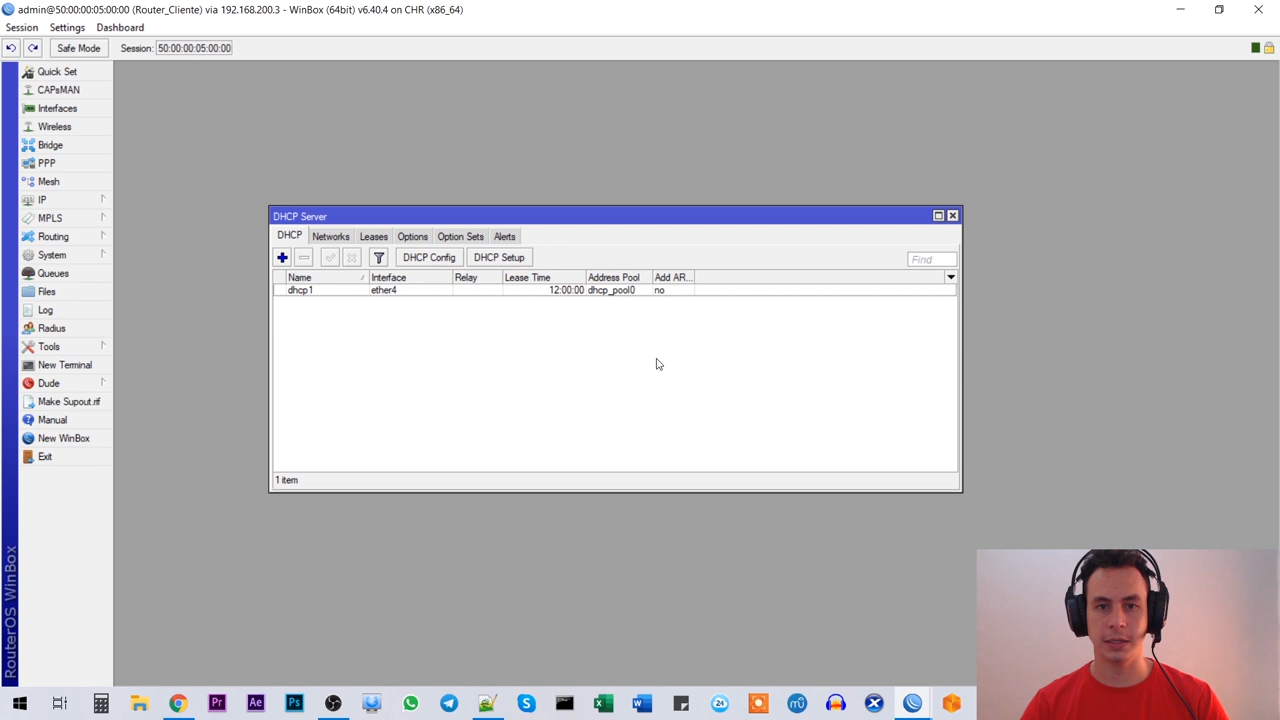 admin@50:00:00:05:00:00 (Router_Cliente) via 192.168.200.3 - WinBox (64bit) v6.40.4 on CHR (x86_64)
Session Settings Dashboard
Safe Mode Session: 50:00:00:05:00:00
Quick Set
CAPsMAN
Interfaces
Wireless
Bridge
PPP
Mesh
IP
MPLS
Routing
System
Queues
Files
Log
Radius
Tools
New Terminal
Dude
Make Supout.rif
Manual
New WinBox
Exit
RouterOS WinBox
DHCP Server
DHCP Networks Leases Options Option Sets Alerts
DHCP Config DHCP Setup Find
Name Interface Relay Lease Time Address Pool Add AR...
dhcp1 ether4 12:00:00 dhcp_pool0 no
1 item
Pr Ae Ps 24